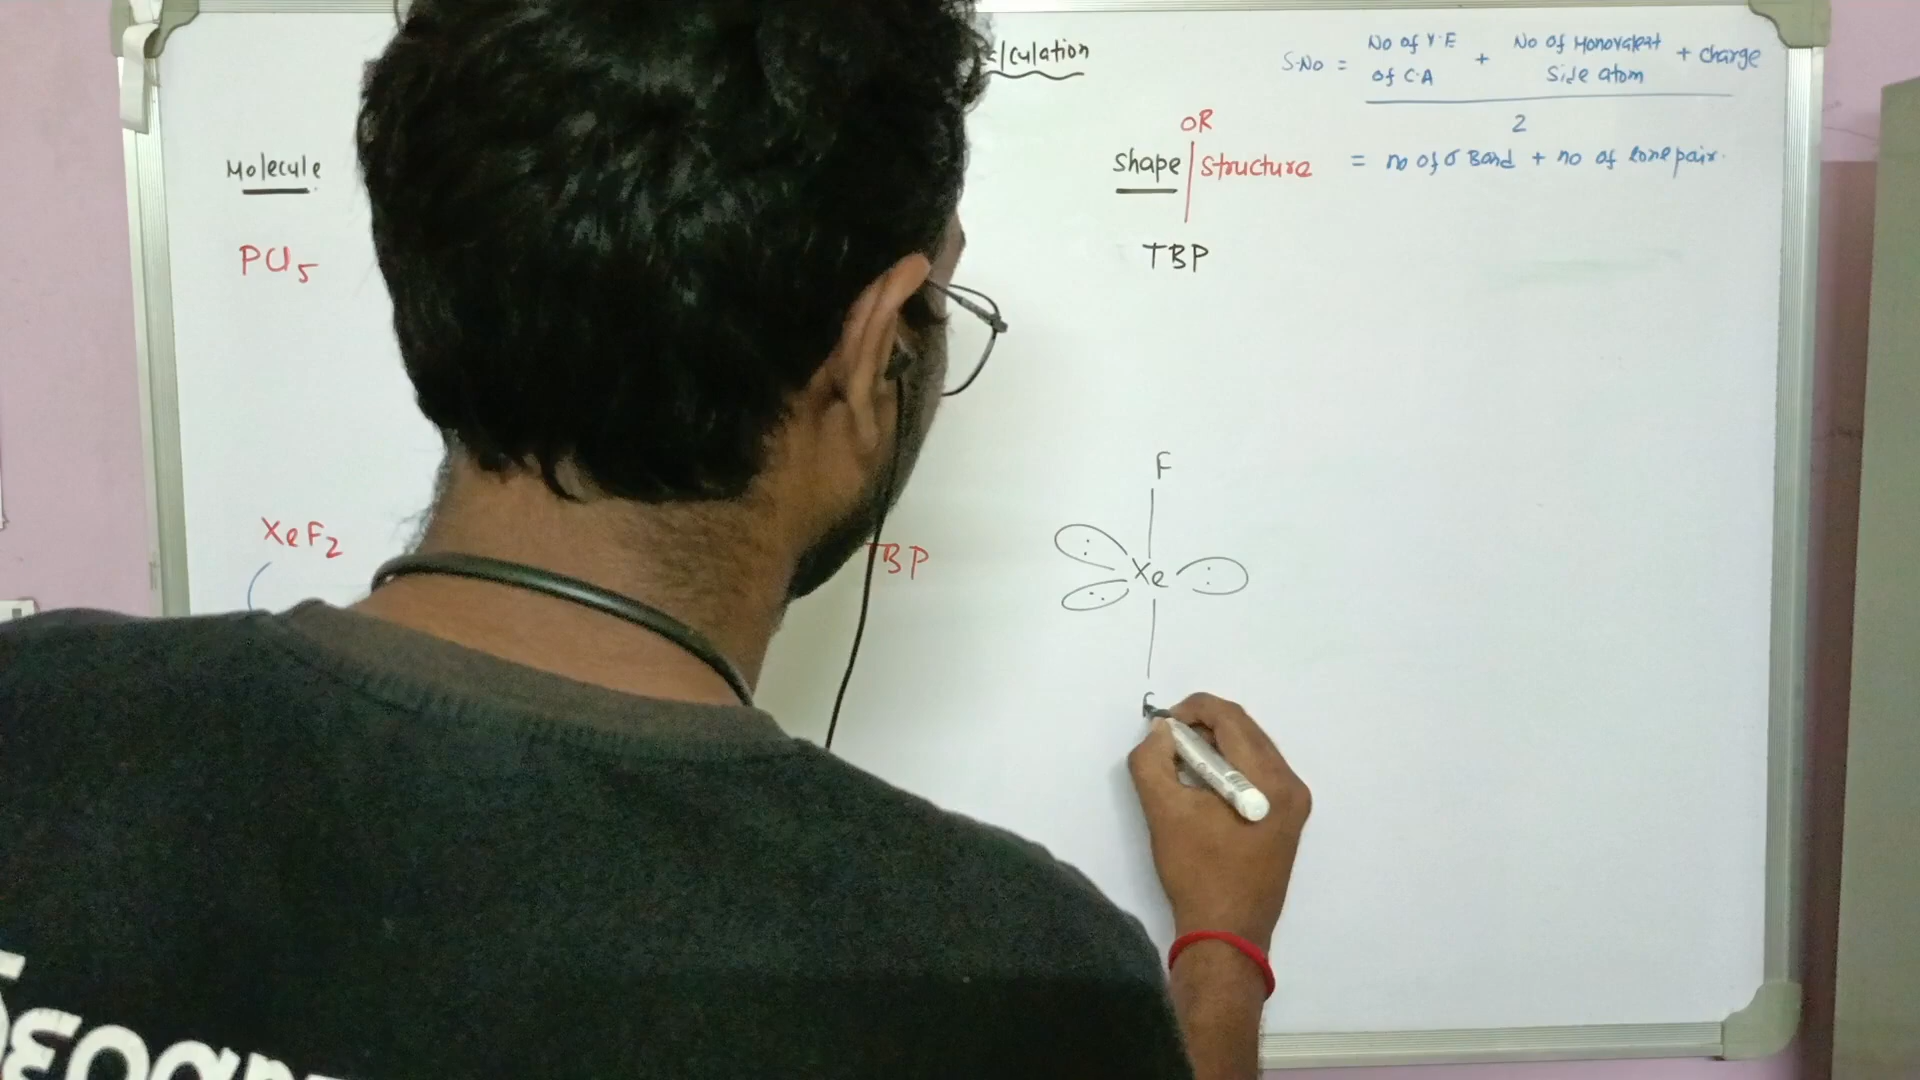 lculation
S.No = No of V.E of C.A + No of Monovalent Side atom + charge
2
= no of σ Bond + no of lone pair.
Molecule
OR
Shape | Structure
PCl5
TBP
F
XeF2
BP
Xe
F